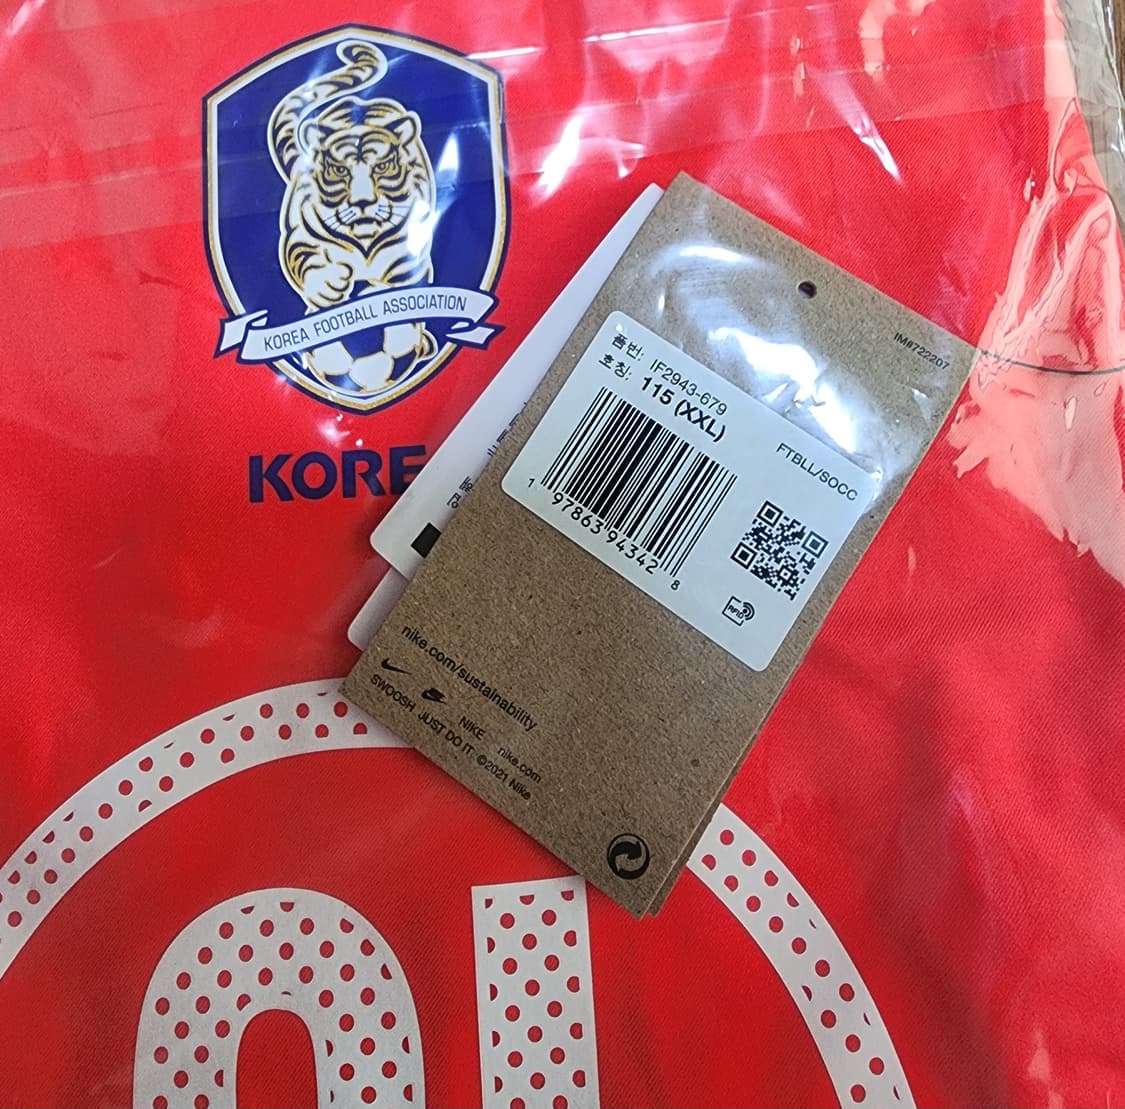 KOREA FOOTBALL ASSOCIATION
KORE
IM#722207
품번: IF2943-679
호칭: 115 (XXL)
FTBLL/SOCC
1 97863 94342 8
RFID
nike.com/sustainability
SWOOSH JUST DO IT NIKE nike.com
©2021 Nike